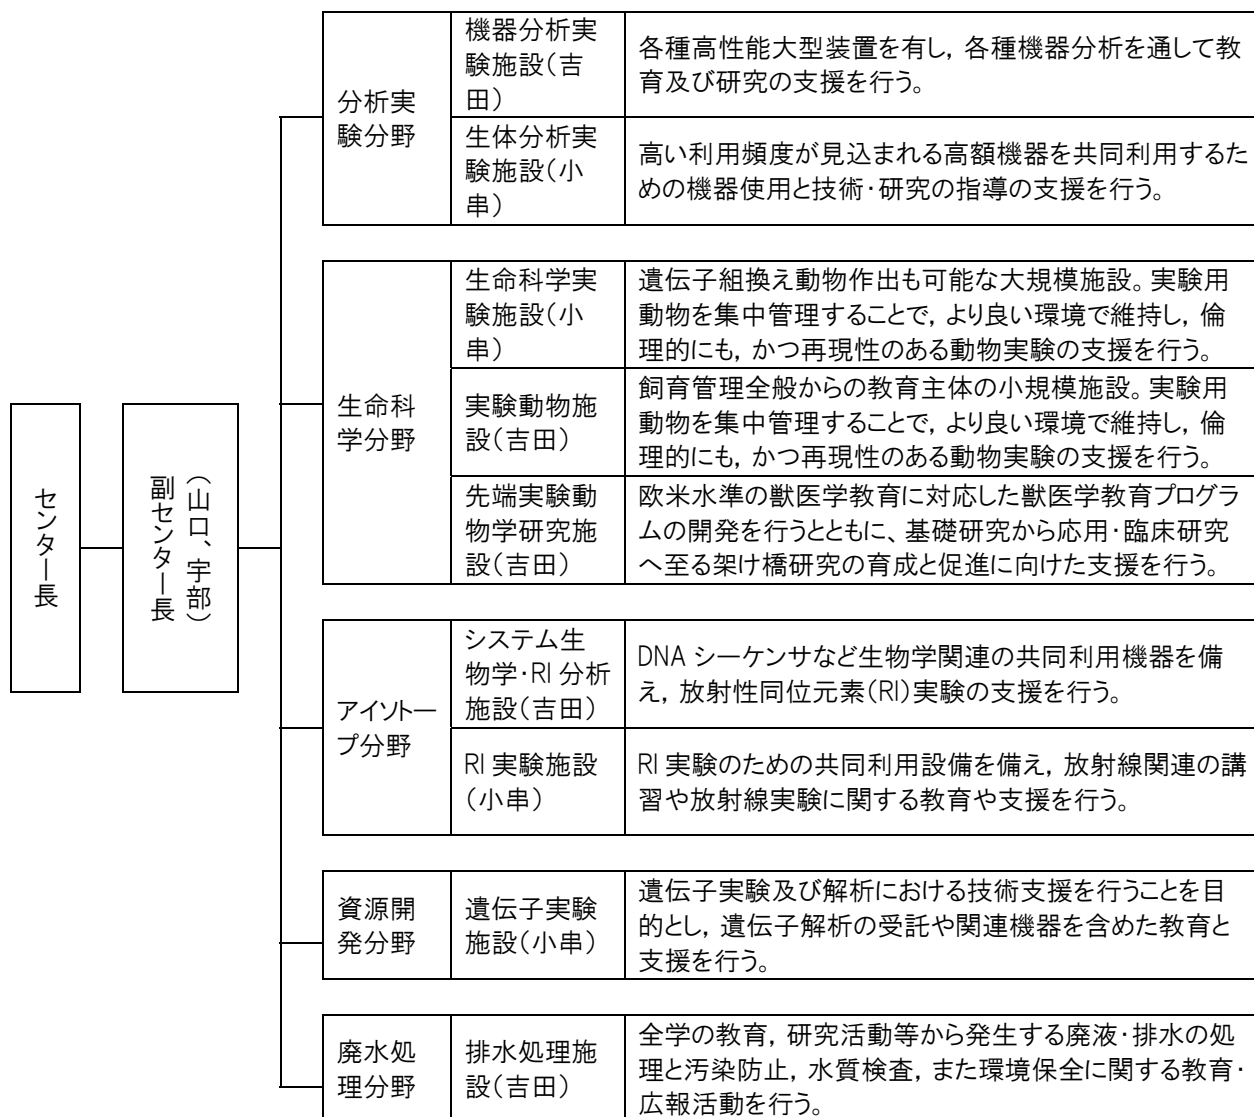 センター長
副センター長
（山口、宇部）
分析実
験分野
機器分析実
験施設（吉
田）
各種高性能大型装置を有し，各種機器分析を通して教
育及び研究の支援を行う。
生体分析実
験施設（小
串）
高い利用頻度が見込まれる高額機器を共同利用するた
めの機器使用と技術・研究の指導の支援を行う。
生命科
学分野
生命科学実
験施設（小
串）
遺伝子組換え動物作出も可能な大規模施設。実験用
動物を集中管理することで，より良い環境で維持し，倫
理的にも，かつ再現性のある動物実験の支援を行う。
実験動物施
設（吉田）
飼育管理全般からの教育主体の小規模施設。実験用
動物を集中管理することで，より良い環境で維持し，倫
理的にも，かつ再現性のある動物実験の支援を行う。
先端実験動
物学研究施
設（吉田）
欧米水準の獣医学教育に対応した獣医学教育プログラ
ムの開発を行うとともに、基礎研究から応用・臨床研究
へ至る架け橋研究の育成と促進に向けた支援を行う。
アイソトー
プ分野
システム生
物学・RI 分析
施設（吉田）
DNA シーケンサなど生物学関連の共同利用機器を備
え，放射性同位元素（RI）実験の支援を行う。
RI 実験施設
（小串）
RI 実験のための共同利用設備を備え，放射線関連の講
習や放射線実験に関する教育や支援を行う。
資源開
発分野
遺伝子実験
施設（小串）
遺伝子実験及び解析における技術支援を行うことを目
的とし，遺伝子解析の受託や関連機器を含めた教育と
支援を行う。
廃水処
理分野
排水処理施
設（吉田）
全学の教育，研究活動等から発生する廃液・排水の処
理と汚染防止，水質検査，また環境保全に関する教育・
広報活動を行う。